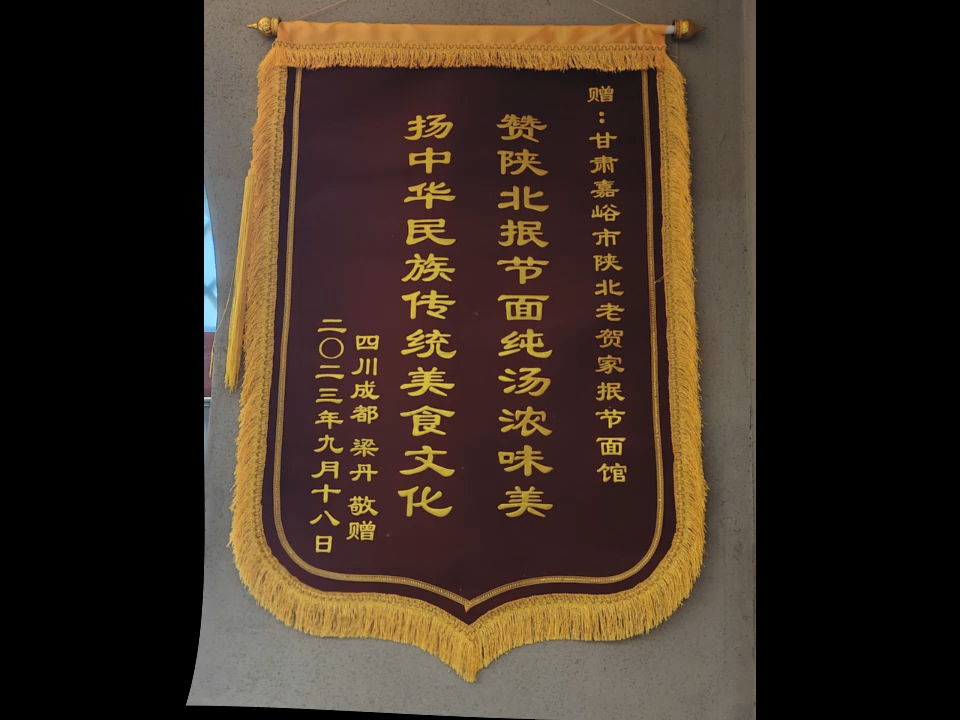 赠：甘肃嘉峪市陕北老贺家抿节面馆
赞陕北抿节面纯汤浓味美
扬中华民族传统美食文化
四川成都 梁丹 敬赠
二〇二三年九月十八日